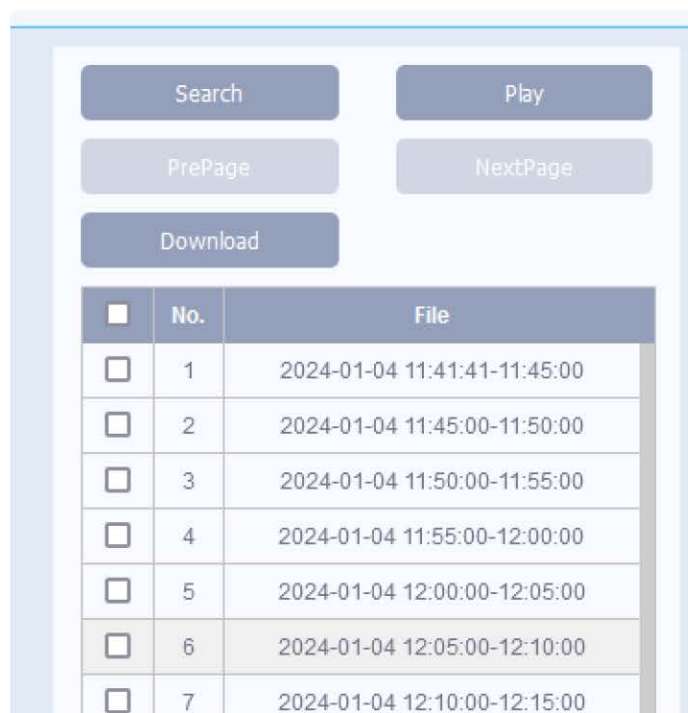 Search Play
PrePage NextPage
Download
No. File
1 2024-01-04 11:41:41-11:45:00
2 2024-01-04 11:45:00-11:50:00
3 2024-01-04 11:50:00-11:55:00
4 2024-01-04 11:55:00-12:00:00
5 2024-01-04 12:00:00-12:05:00
6 2024-01-04 12:05:00-12:10:00
7 2024-01-04 12:10:00-12:15:00